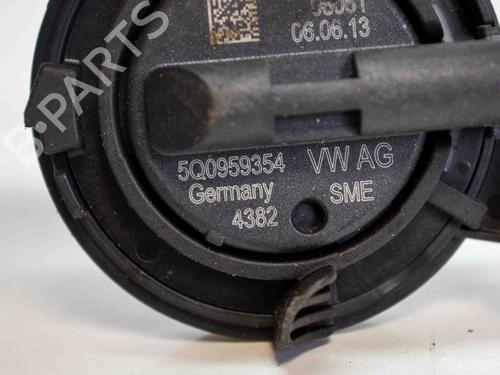 06.06.13
5Q0959354 VW AG
Germany SME
4382
B·PARTS